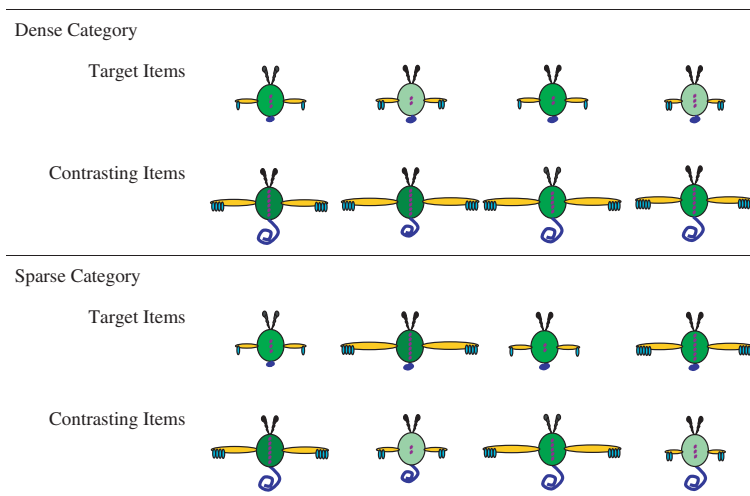 Dense Category
Target Items
Contrasting Items
Sparse Category
Target Items
Contrasting Items